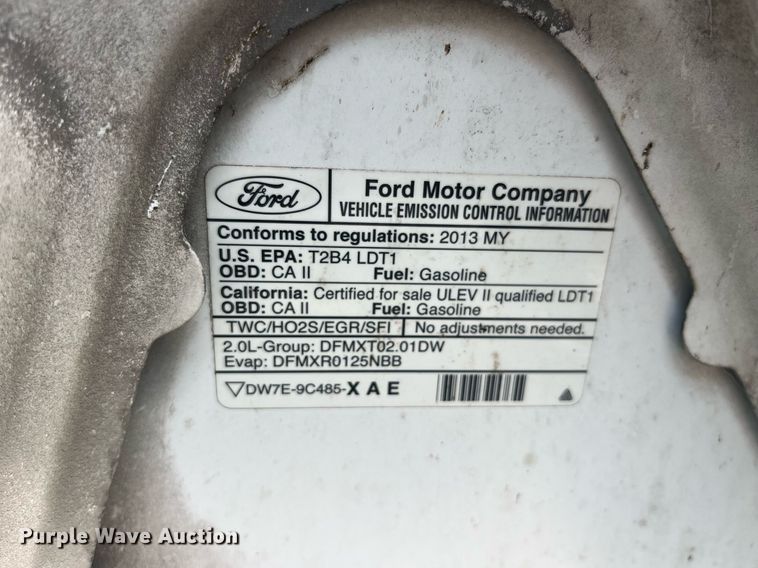 Ford
Ford Motor Company
VEHICLE EMISSION CONTROL INFORMATION
Conforms to regulations: 2013 MY
U.S. EPA: T2B4 LDT1
OBD: CA II Fuel: Gasoline
California: Certified for sale ULEV II qualified LDT1
OBD: CA II Fuel: Gasoline
TWC/HO2S/EGR/SFI No adjustments needed.
2.0L-Group: DFMXT02.01DW
Evap: DFMXR0125NBB
DW7E-9C485-X A E
Purple Wave Auction